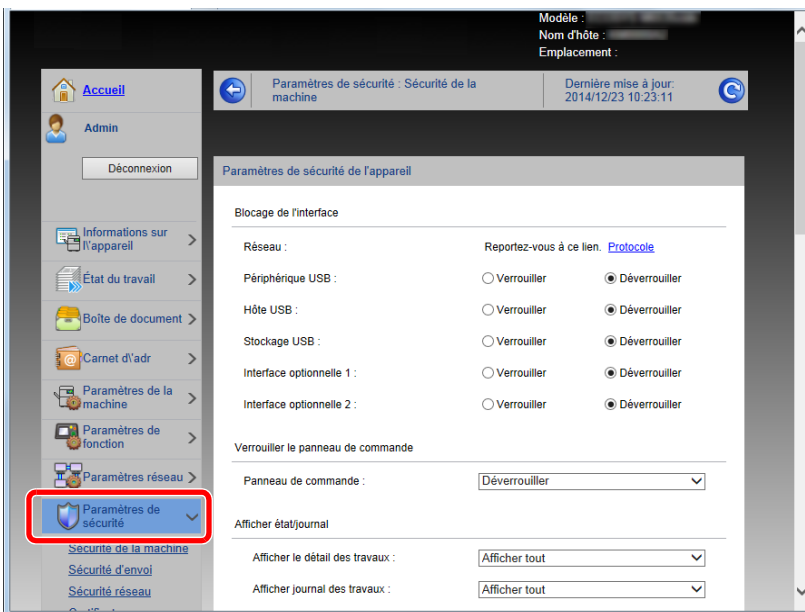 Modèle :
Nom d'hôte :
Emplacement :
Accueil
Admin
Déconnexion
Informations sur
l\'appareil
État du travail
Boîte de document
Carnet d\'adr
Paramètres de la
machine
Paramètres de
fonction
Paramètres réseau
Paramètres de
sécurité
Sécurité de la machine
Sécurité d'envoi
Sécurité réseau
Paramètres de sécurité : Sécurité de la
machine
Dernière mise à jour:
2014/12/23 10:23:11
Paramètres de sécurité de l'appareil
Blocage de l'interface
Réseau : Reportez-vous à ce lien. Protocole
Périphérique USB : Verrouiller Déverrouiller
Hôte USB : Verrouiller Déverrouiller
Stockage USB : Verrouiller Déverrouiller
Interface optionnelle 1 : Verrouiller Déverrouiller
Interface optionnelle 2 : Verrouiller Déverrouiller
Verrouiller le panneau de commande
Panneau de commande : Déverrouiller
Afficher état/journal
Afficher le détail des travaux : Afficher tout
Afficher journal des travaux : Afficher tout